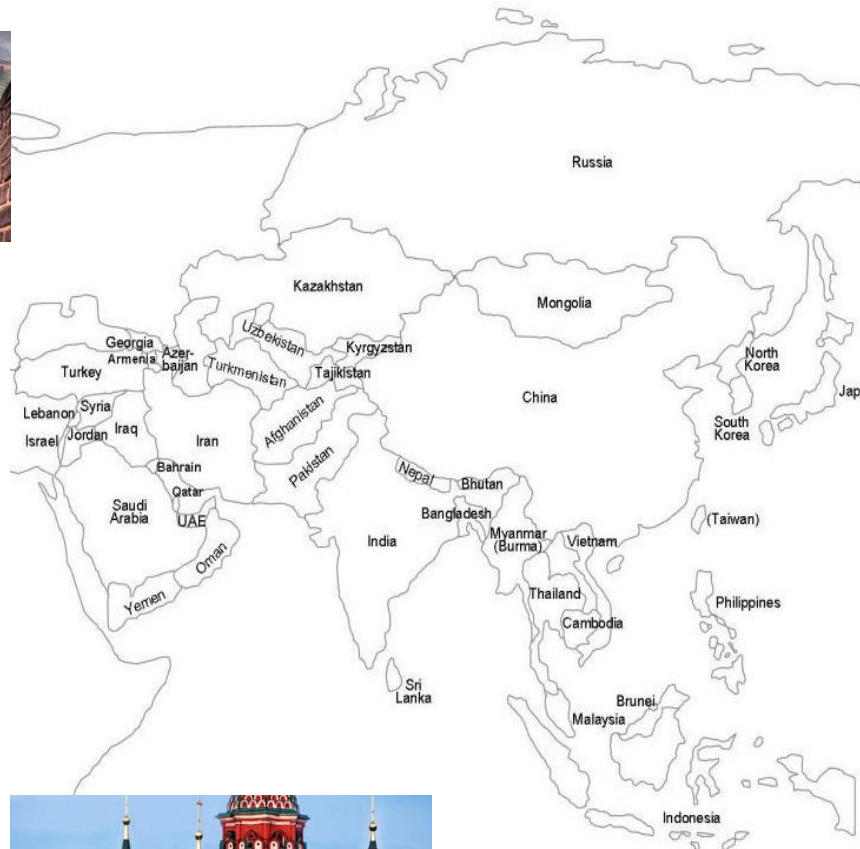 Russia
Kazakhstan
Mongolia
Uzbekistan
Georgia
Armenia
Azer-
baijan
Kyrgyzstan
Turkey
Turkmenistan
Tajikistan
North
Korea
China
Jap
Lebanon
Syria
Afghanistan
Israel
Jordan
Iraq
Iran
South
Korea
Pakistan
Bahrain
Nepal
Bhutan
Qatar
Saudi
Arabia
UAE
Bangladesh
(Taiwan)
India
Myanmar
(Burma)
Vietnam
Oman
Yemen
Thailand
Philippines
Cambodia
Sri
Lanka
Brunei
Malaysia
Indonesia